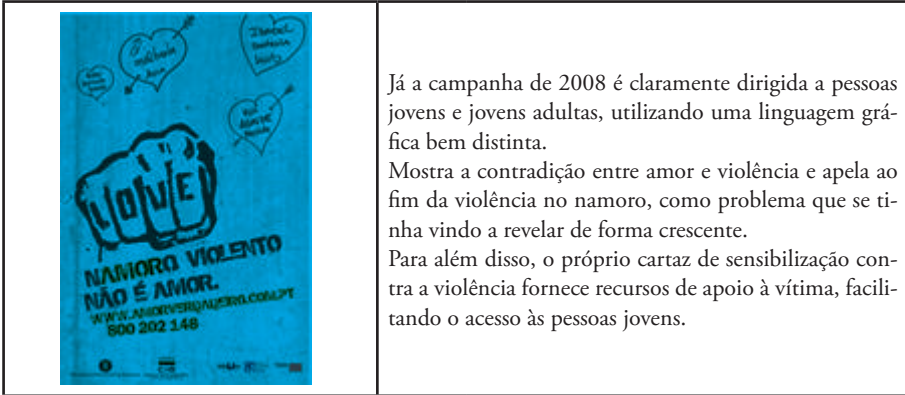 LOVE
NAMORO VIOLENTO
NÃO É AMOR.
WWW.AMORVERDADEIRO.COM.PT
800 202 148
Já a campanha de 2008 é claramente dirigida a pessoas
jovens e jovens adultas, utilizando uma linguagem grá-
fica bem distinta.
Mostra a contradição entre amor e violência e apela ao
fim da violência no namoro, como problema que se ti-
nha vindo a revelar de forma crescente.
Para além disso, o próprio cartaz de sensibilização con-
tra a violência fornece recursos de apoio à vítima, facili-
tando o acesso às pessoas jovens.